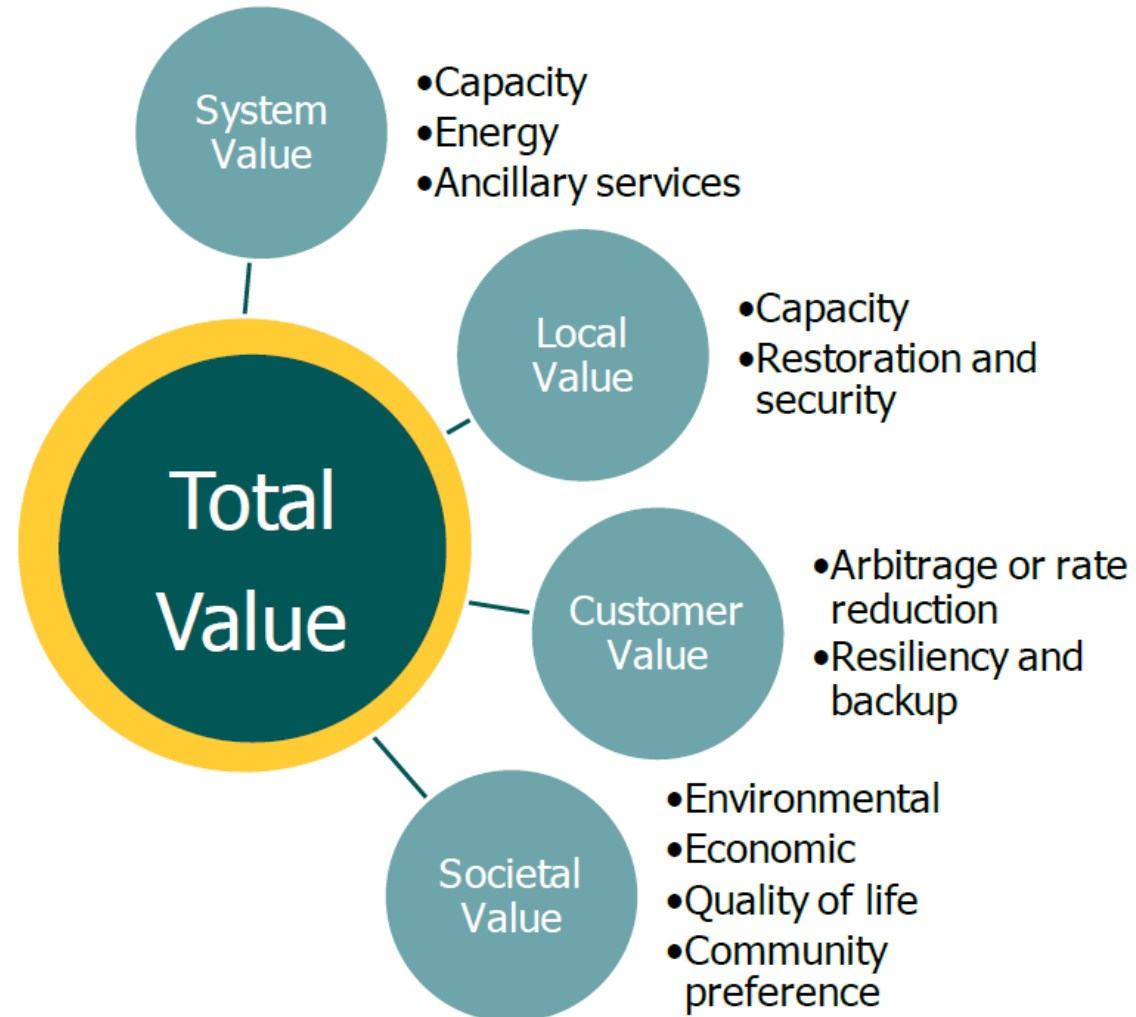 System
Value
•Capacity
•Energy
•Ancillary services
Local
Value
•Capacity
•Restoration and
security
Total
Value
Customer
Value
•Arbitrage or rate
reduction
•Resiliency and
backup
Societal
Value
•Environmental
•Economic
•Quality of life
•Community
preference